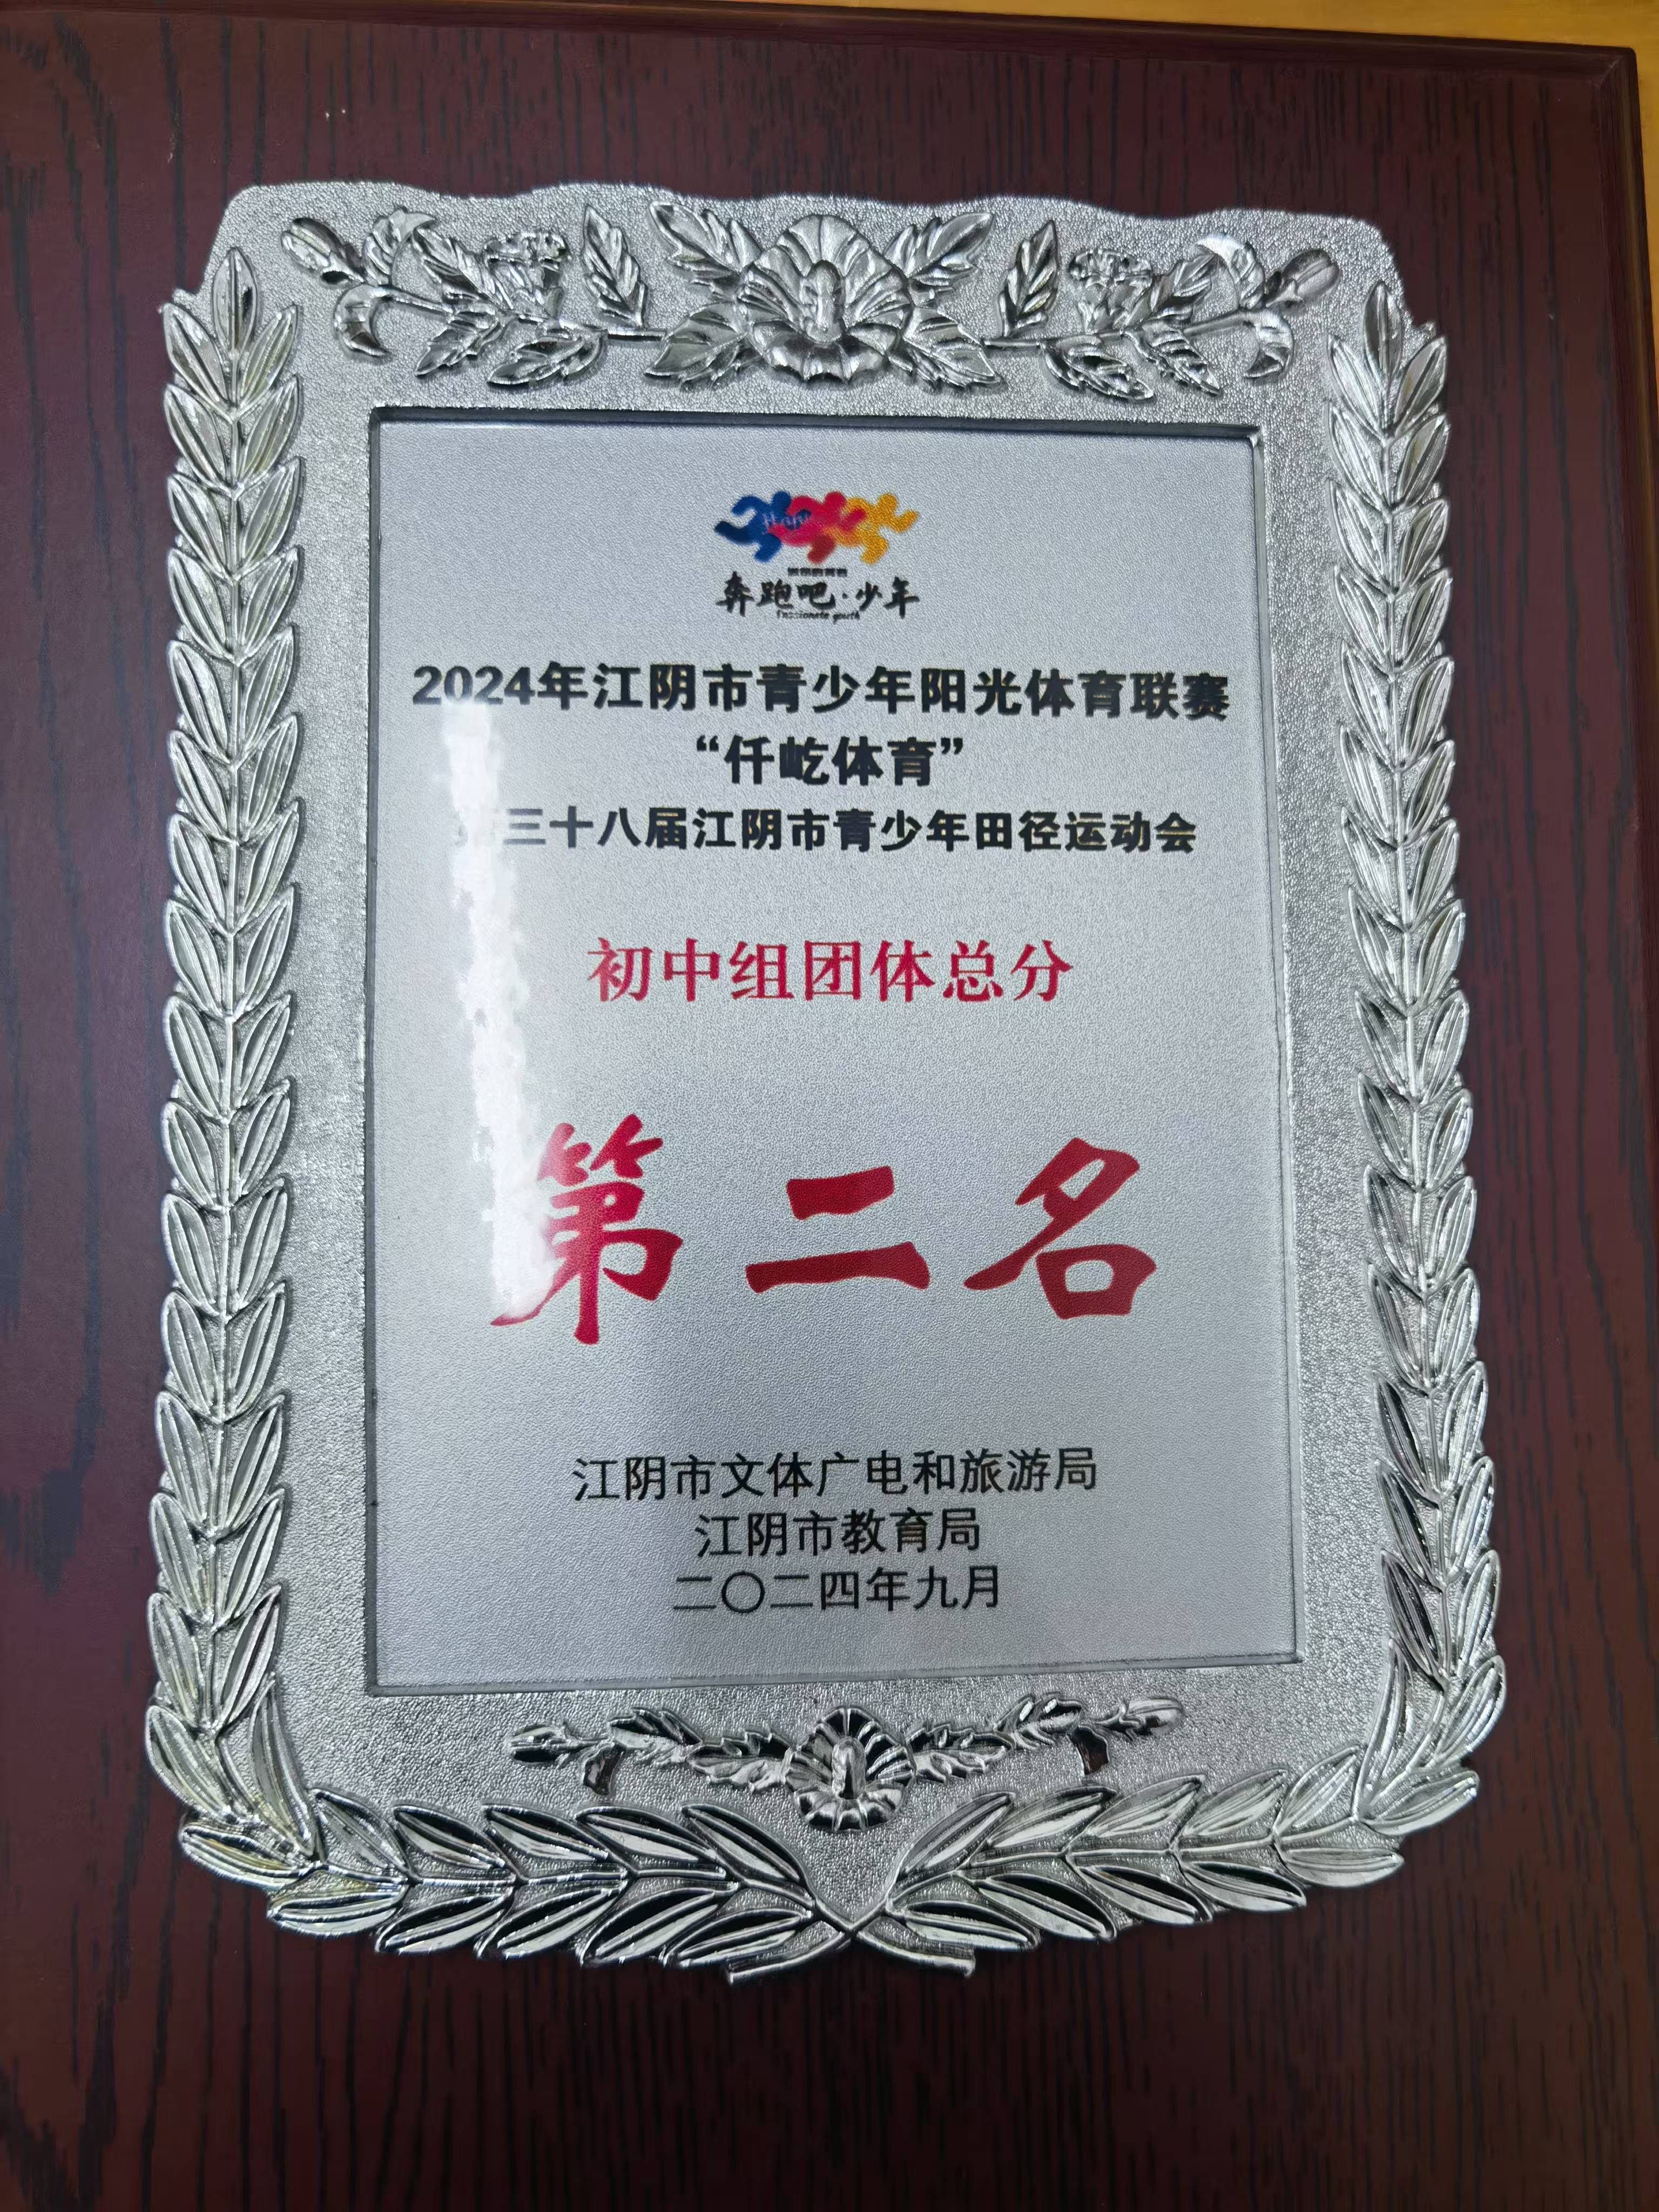 奔跑吧·少年
Passionate youth
2024年江阴市青少年阳光体育联赛
“仟屹体育”
三十八届江阴市青少年田径运动会
初中组团体总分
第二名
江阴市文体广电和旅游局
江阴市教育局
二〇二四年九月